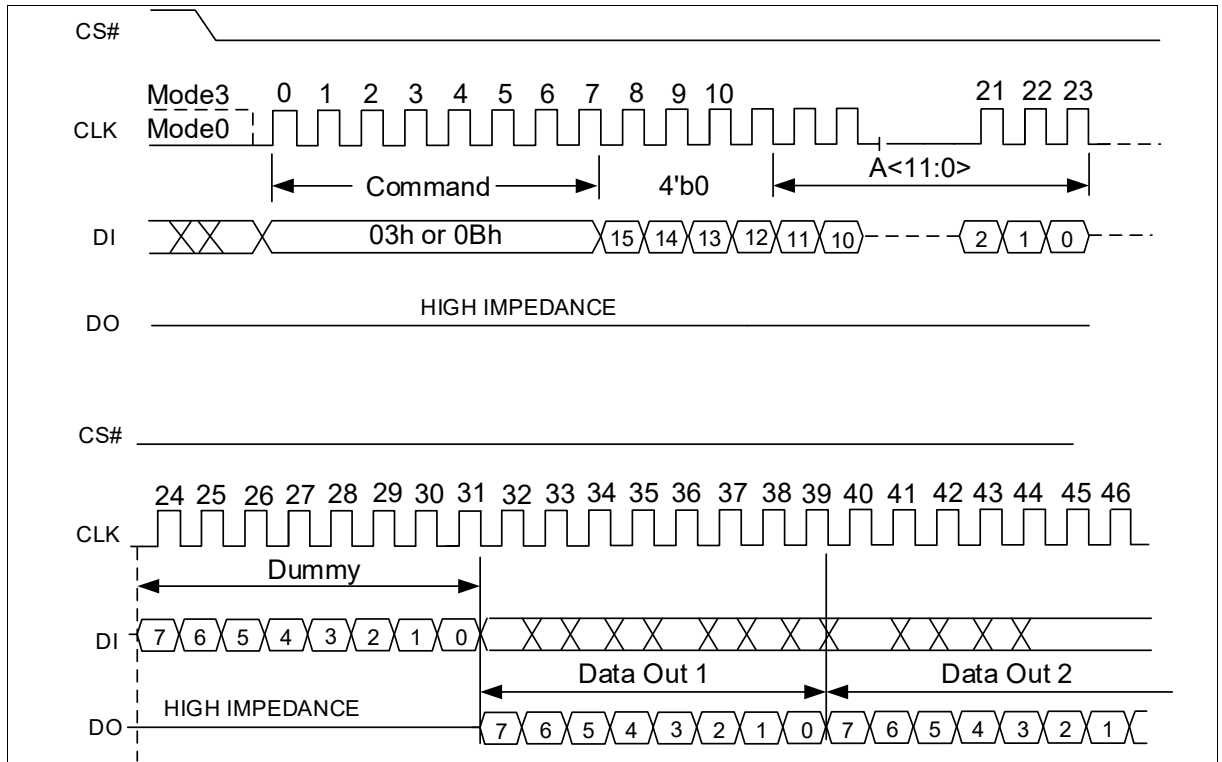 CS#
Mode3 0 1 2 3 4 5 6 7 8 9 10 21 22 23
CLK Mode0
Command 4'b0 A<11:0>
DI 03h or 0Bh 15 14 13 12 11 10 2 1 0
HIGH IMPEDANCE
DO
CS#
24 25 26 27 28 29 30 31 32 33 34 35 36 37 38 39 40 41 42 43 44 45 46
CLK
Dummy
DI 7 6 5 4 3 2 1 0
Data Out 1 Data Out 2
HIGH IMPEDANCE
DO 7 6 5 4 3 2 1 0 7 6 5 4 3 2 1